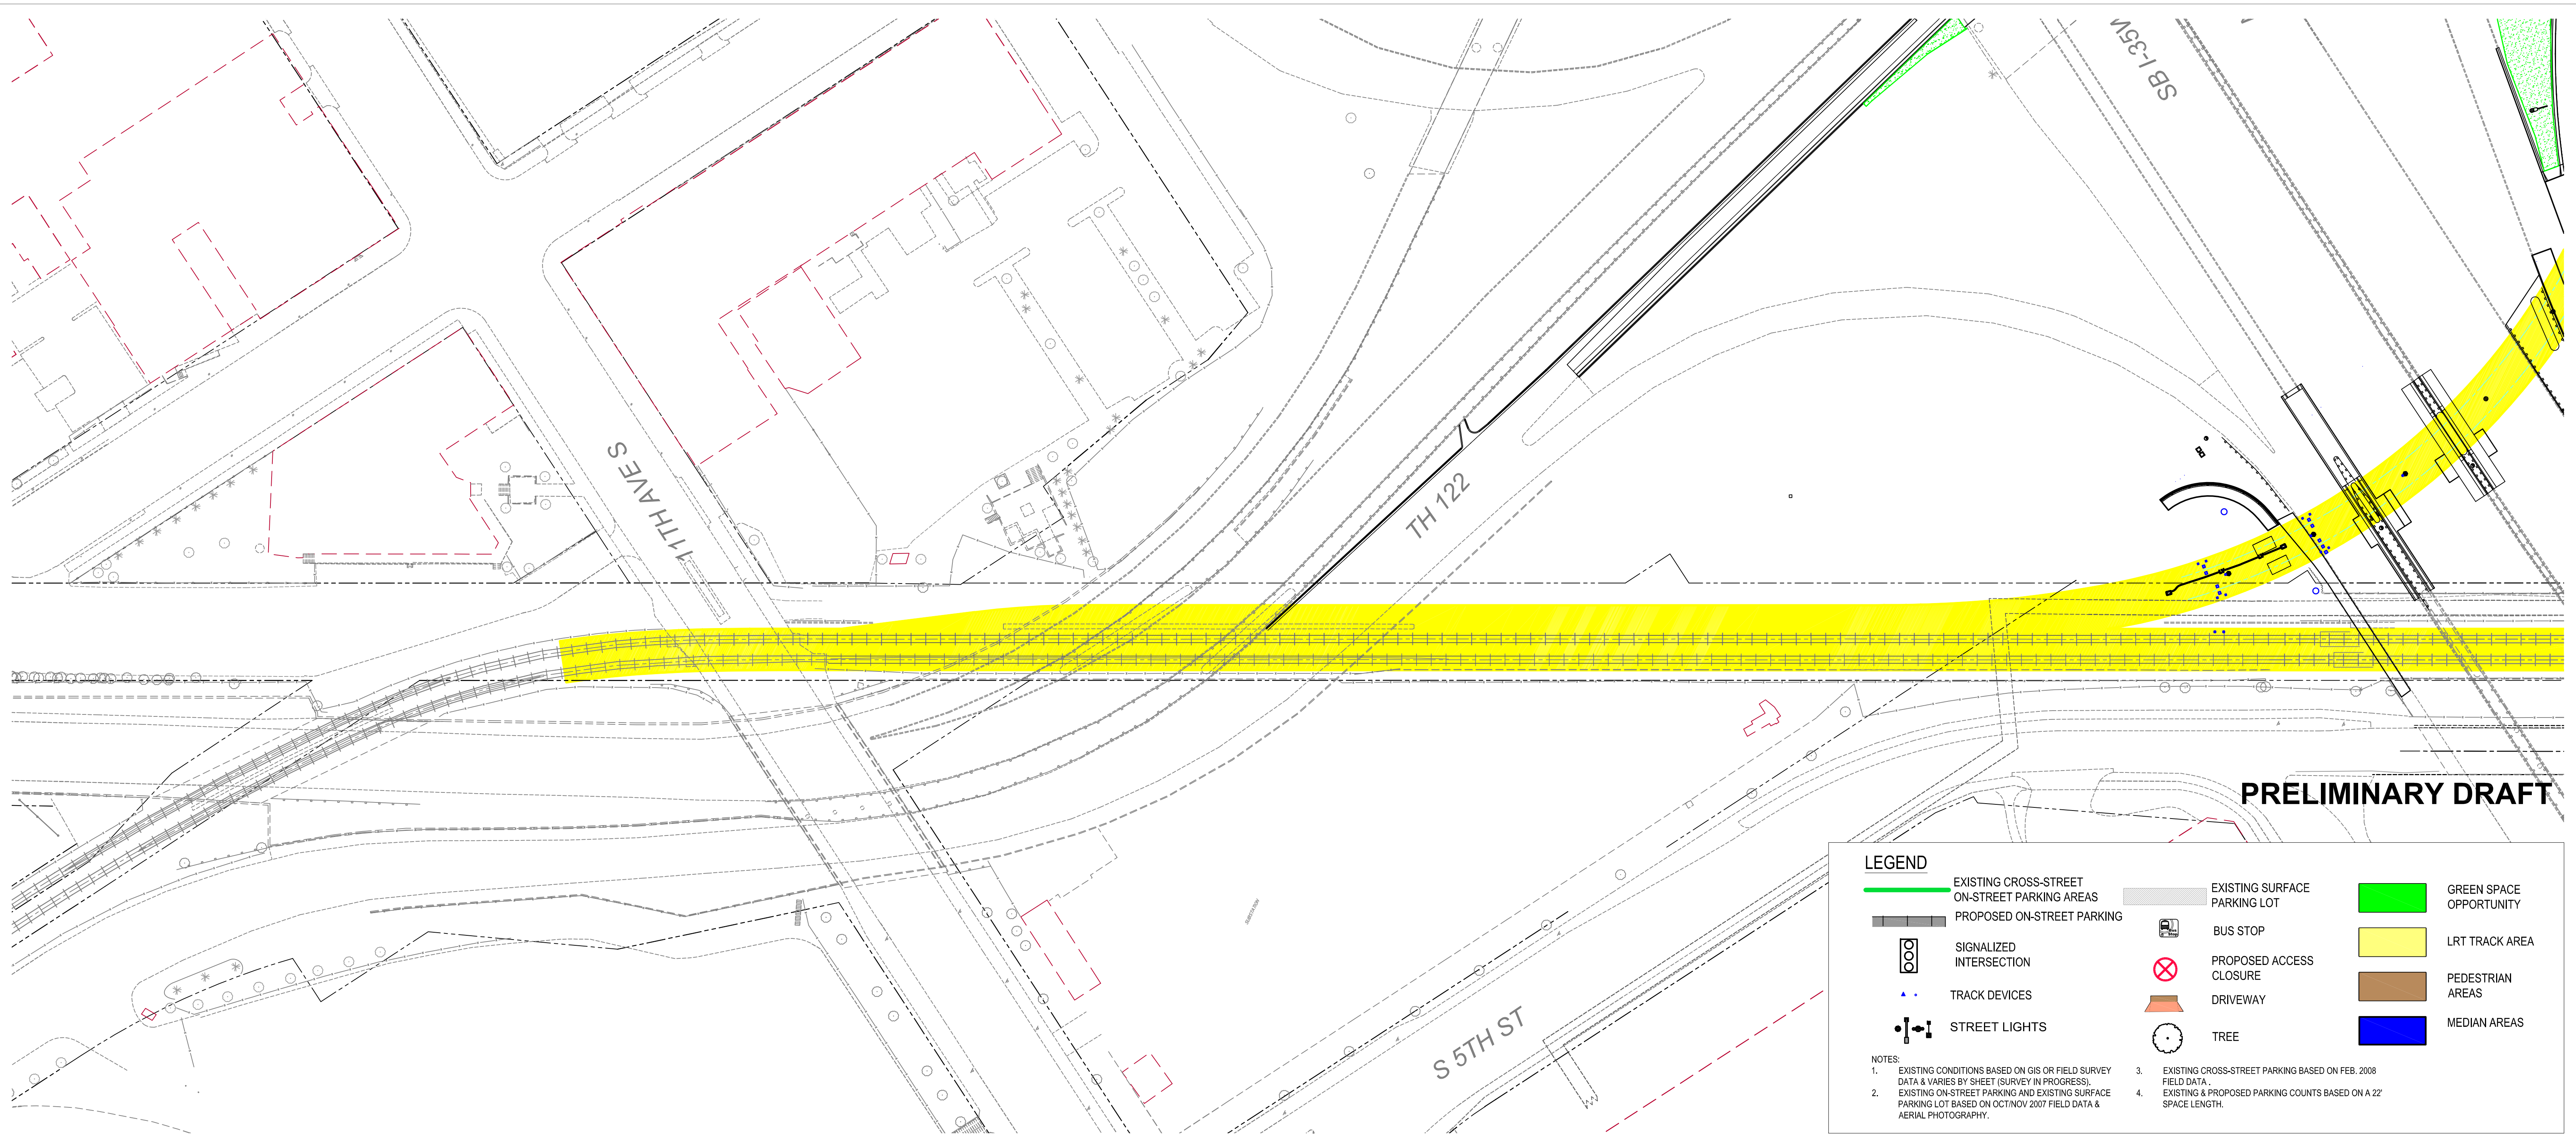 SB I-35W
11TH AVE S
TH 122
S 5TH ST
PRELIMINARY DRAFT
LEGEND
EXISTING CROSS-STREET
ON-STREET PARKING AREAS
PROPOSED ON-STREET PARKING
SIGNALIZED
INTERSECTION
TRACK DEVICES
STREET LIGHTS
EXISTING SURFACE
PARKING LOT
BUS STOP
PROPOSED ACCESS
CLOSURE
DRIVEWAY
TREE
GREEN SPACE
OPPORTUNITY
LRT TRACK AREA
PEDESTRIAN
AREAS
MEDIAN AREAS
NOTES:
1. EXISTING CONDITIONS BASED ON GIS OR FIELD SURVEY
DATA & VARIES BY SHEET (SURVEY IN PROGRESS).
2. EXISTING ON-STREET PARKING AND EXISTING SURFACE
PARKING LOT BASED ON OCT/NOV 2007 FIELD DATA &
AERIAL PHOTOGRAPHY.
3. EXISTING CROSS-STREET PARKING BASED ON FEB. 2008
FIELD DATA .
4. EXISTING & PROPOSED PARKING COUNTS BASED ON A 22'
SPACE LENGTH.